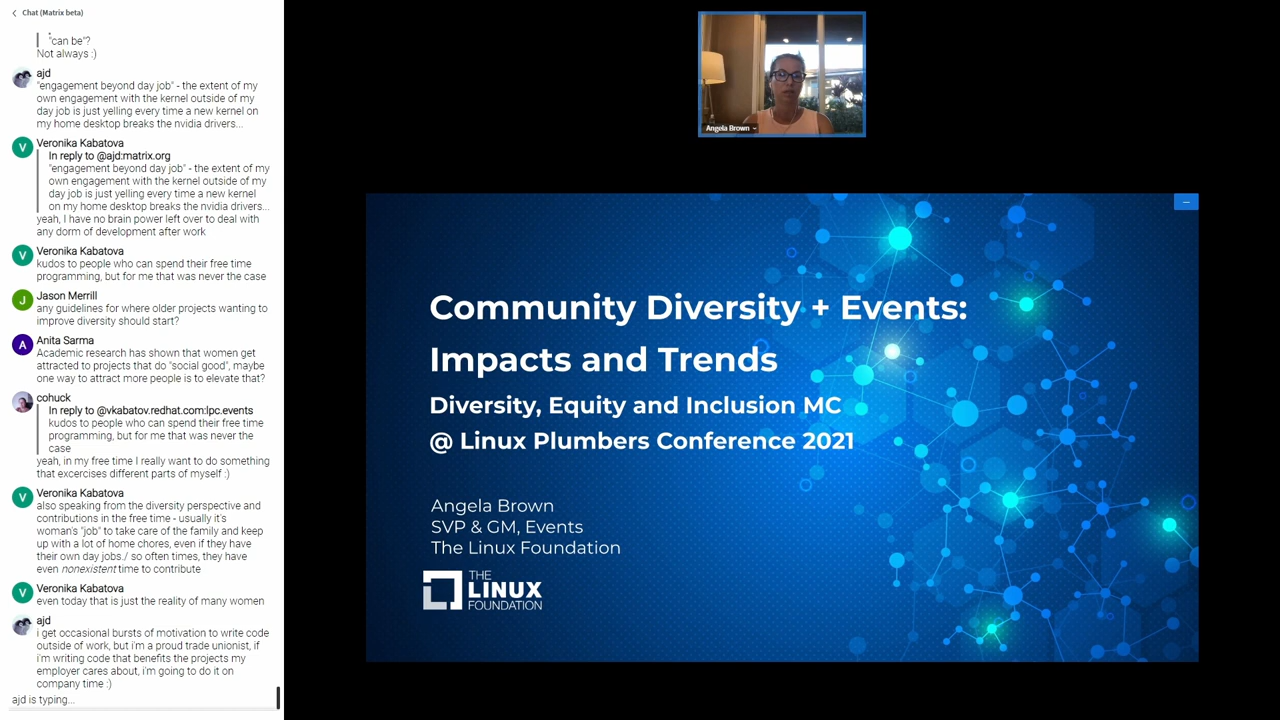 Chat (Matrix beta)
"can be"?
Not always :)
ajd
"engagement beyond day job" - the extent of my
own engagement with the kernel outside of my
day job is just yelling every time a new kernel on
my home desktop breaks the nvidia drivers...
V
Veronika Kabatova
In reply to @ajd:matrix.org
"engagement beyond day job" - the extent of my
own engagement with the kernel outside of my
day job is just yelling every time a new kernel
on my home desktop breaks the nvidia drivers...
yeah, I have no brain power left over to deal with
any dorm of development after work
V
Veronika Kabatova
kudos to people who can spend their free time
programming, but for me that was never the case
J
Jason Merrill
any guidelines for where older projects wanting to
improve diversity should start?
A
Anita Sarma
Academic research has shown that women get
attracted to projects that do "social good", maybe
one way to attract more people is to elevate that?
cohuck
In reply to @vkabatov.redhat.com:lpc.events
kudos to people who can spend their free time
programming, but for me that was never the
case
yeah, in my free time I really want to do something
that excercises different parts of myself :)
V
Veronika Kabatova
also speaking from the diversity perspective and
contributions in the free time - usually it's
woman's "job" to take care of the family and keep
up with a lot of home chores, even if they have
their own day jobs./ so often times, they have
even nonexistent time to contribute
V
Veronika Kabatova
even today that is just the reality of many women
ajd
i get occasional bursts of motivation to write code
outside of work, but i'm a proud trade unionist, if
i'm writing code that benefits the projects my
employer cares about, i'm going to do it on
company time :)
ajd is typing...
Angela Brown
Community Diversity + Events:
Impacts and Trends
Diversity, Equity and Inclusion MC
@ Linux Plumbers Conference 2021
Angela Brown
SVP & GM, Events
The Linux Foundation
THE
LINUX
FOUNDATION